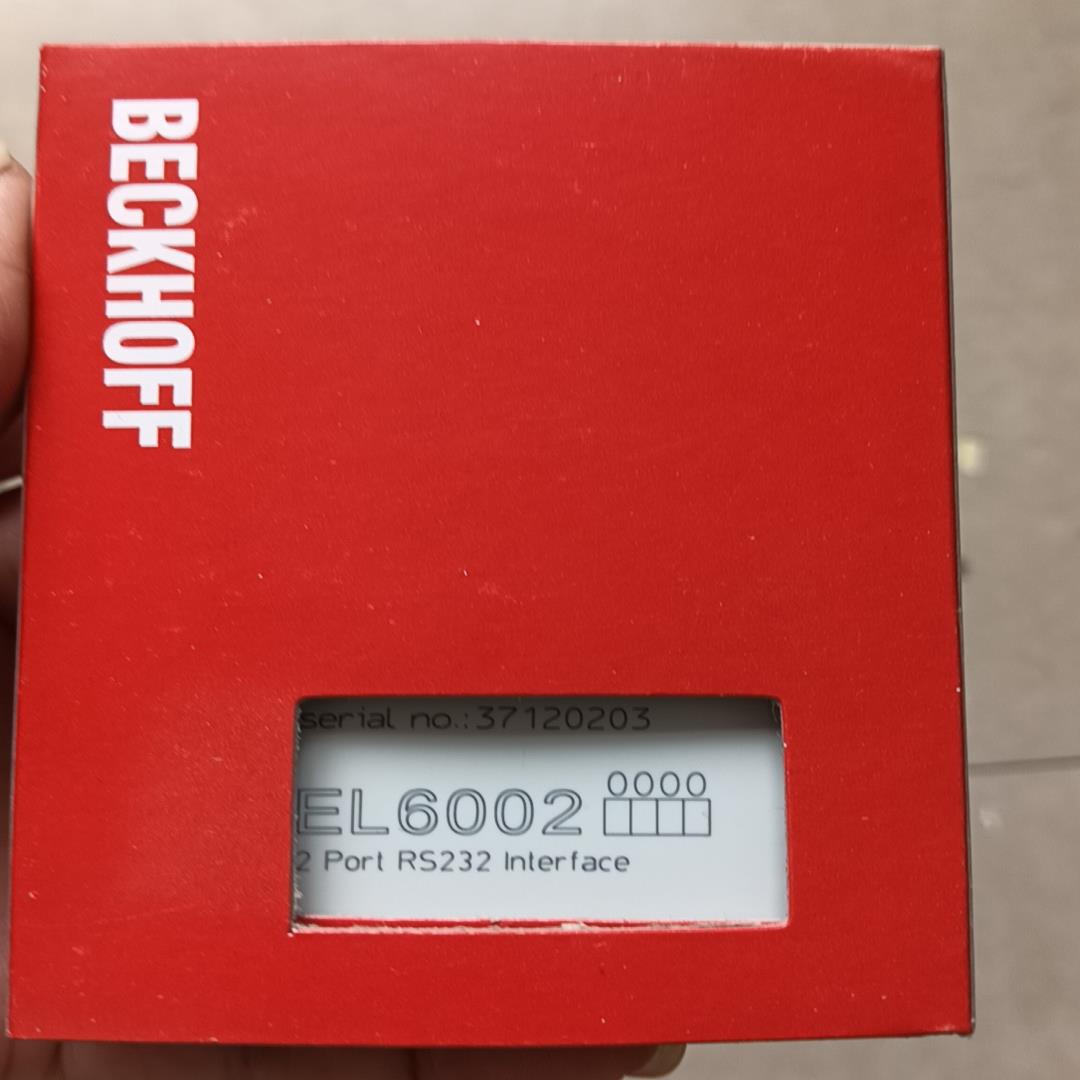 BECKHOFF
serial no.:37120203
EL6002 0000
2 Port RS232 Interface